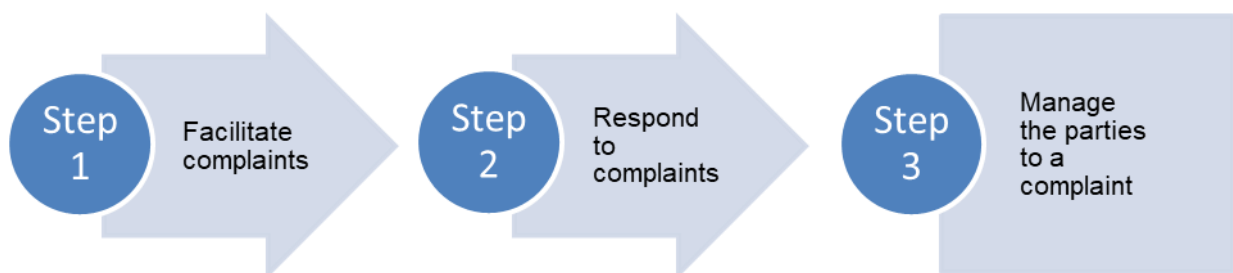 Step
1
Facilitate
complaints
Step
2
Respond
to
complaints
Step
3
Manage
the parties
to a
complaint